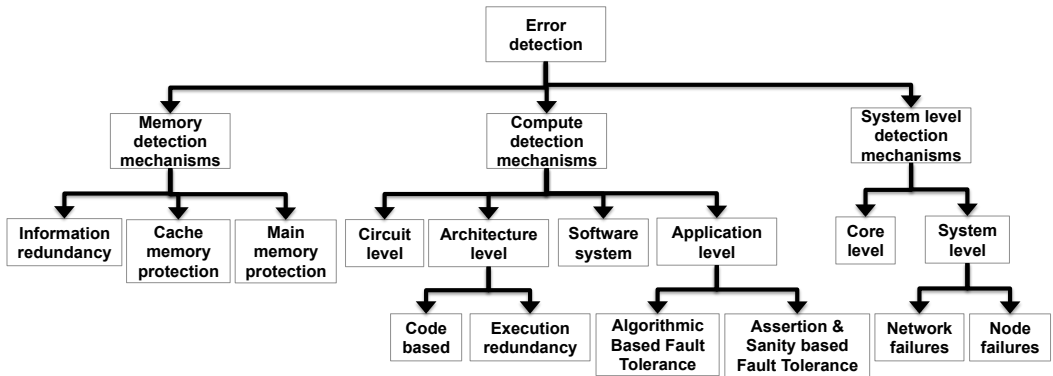 Error
detection
Memory
detection
mechanisms
Compute
detection
mechanisms
System level
detection
mechanisms
Information
redundancy
Cache
memory
protection
Main
memory
protection
Circuit
level
Architecture
level
Software
system
Application
level
Core
level
System
level
Code
based
Execution
redundancy
Algorithmic
Based Fault
Tolerance
Assertion &
Sanity based
Fault Tolerance
Network
failures
Node
failures